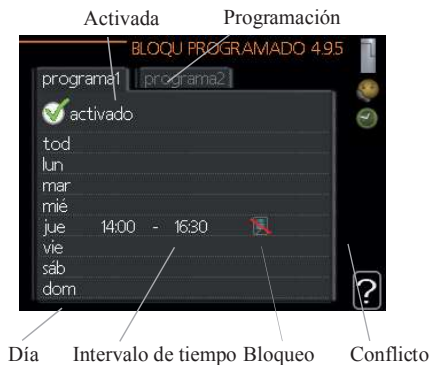 Activada Programación
BLOQU PROGRAMADO 4.9.5
programa1 programa2
activado
tod
lun
mar
mié
jue 14:00 - 16:30
vie
sáb
dom
?
Día Intervalo de tiempo Bloqueo Conflicto